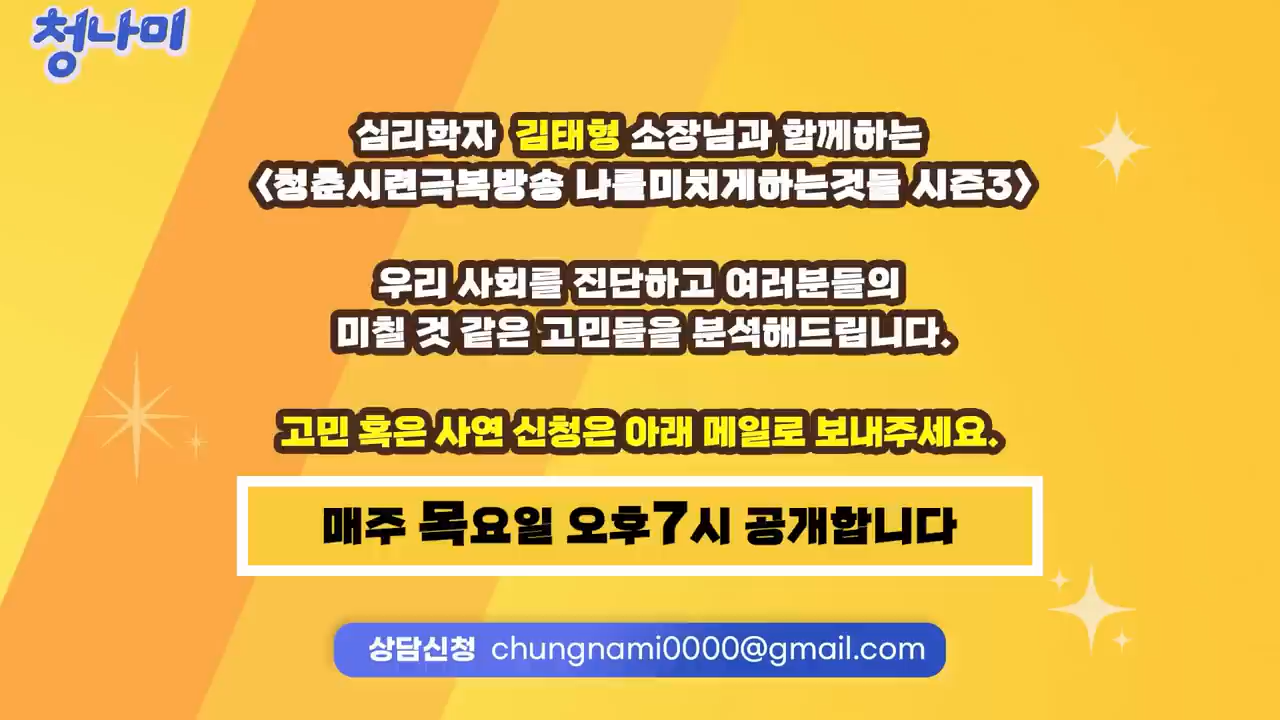 청나미
심리학자 김태형 소장님과 함께하는
<청춘시련극복방송 나를미치게하는것들 시즌3>
우리 사회를 진단하고 여러분들의
미칠 것 같은 고민들을 분석해드립니다.
고민 혹은 사연 신청은 아래 메일로 보내주세요.
매주 목요일 오후7시 공개합니다
상담신청 chungnami0000@gmail.com